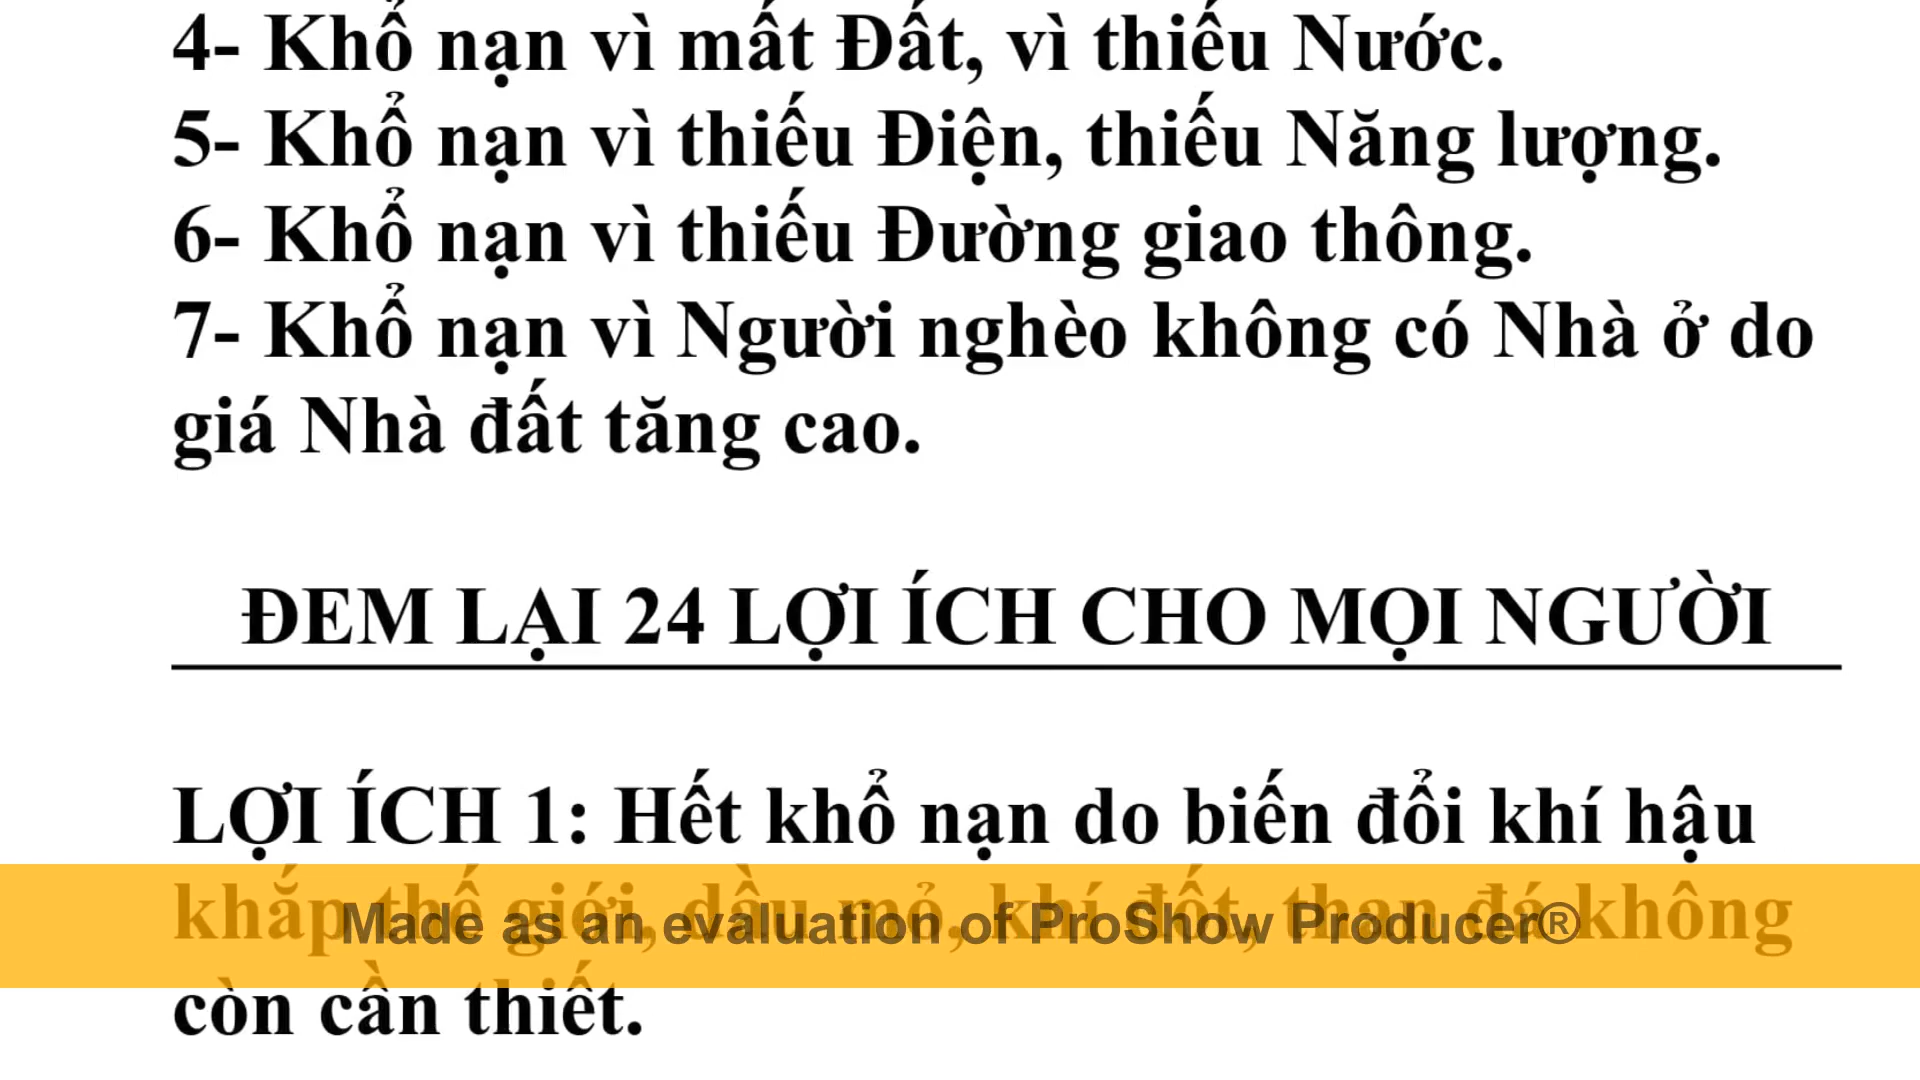 4- Khổ nạn vì mất Đất, vì thiếu Nước.
5- Khổ nạn vì thiếu Điện, thiếu Năng lượng.
6- Khổ nạn vì thiếu Đường giao thông.
7- Khổ nạn vì Người nghèo không có Nhà ở do
giá Nhà đất tăng cao.
ĐEM LẠI 24 LỢI ÍCH CHO MỌI NGƯỜI
LỢI ÍCH 1: Hết khổ nạn do biến đổi khí hậu
khắp thế giới, dầu mỏ, khí đốt, than đá không
Made as an evaluation of ProShow Producer®
còn cần thiết.